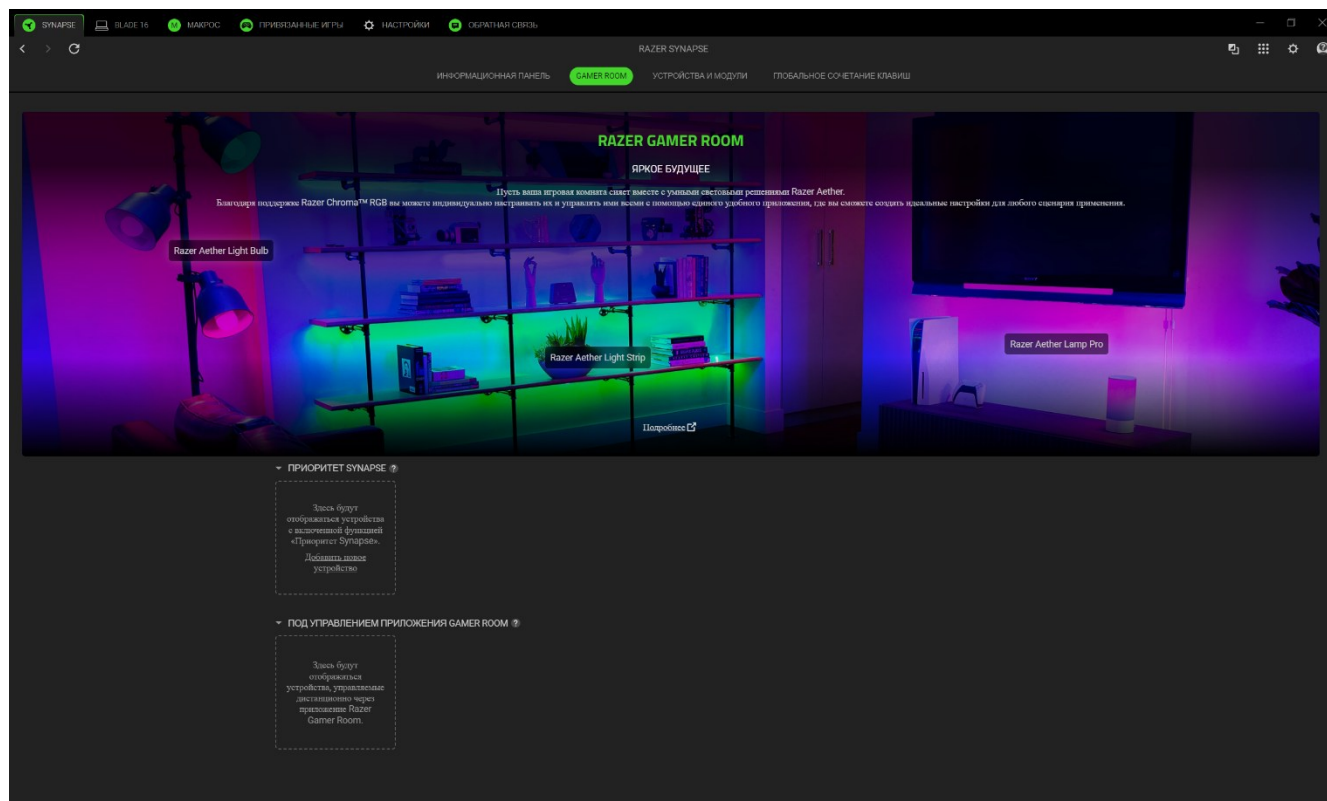 SYNAPSE BLADE 16 МАКРОС ПРИВЯЗАННЫЕ ИГРЫ НАСТРОЙКИ ОБРАТНАЯ СВЯЗЬ
RAZER SYNAPSE
ИНФОРМАЦИОННАЯ ПАНЕЛЬ GAMER ROOM УСТРОЙСТВА И МОДУЛИ ГЛОБАЛЬНОЕ СОЧЕТАНИЕ КЛАВИШ
RAZER GAMER ROOM
ЯРКОЕ БУДУЩЕЕ
Пусть ваша игровая комната сияет вместе с умными световыми решениями Razer Aether.
Благодаря поддержке Razer Chroma™ RGB вы можете индивидуально настраивать их и управлять ими всеми с помощью единого удобного приложения, где вы сможете создать идеальные настройки для любого сценария применения.
Razer Aether Light Bulb
Razer Aether Lamp Pro
Razer Aether Light Strip
Подробнее
ПРИОРИТЕТ SYNAPSE ?
Здесь будут
отображаться устройства
с включенной функцией
«Приоритет Synapse».
Добавить новое
устройство
ПОД УПРАВЛЕНИЕМ ПРИЛОЖЕНИЯ GAMER ROOM ?
Здесь будут
отображаться
устройства, управляемые
дистанционно через
приложение Razer
Gamer Room.